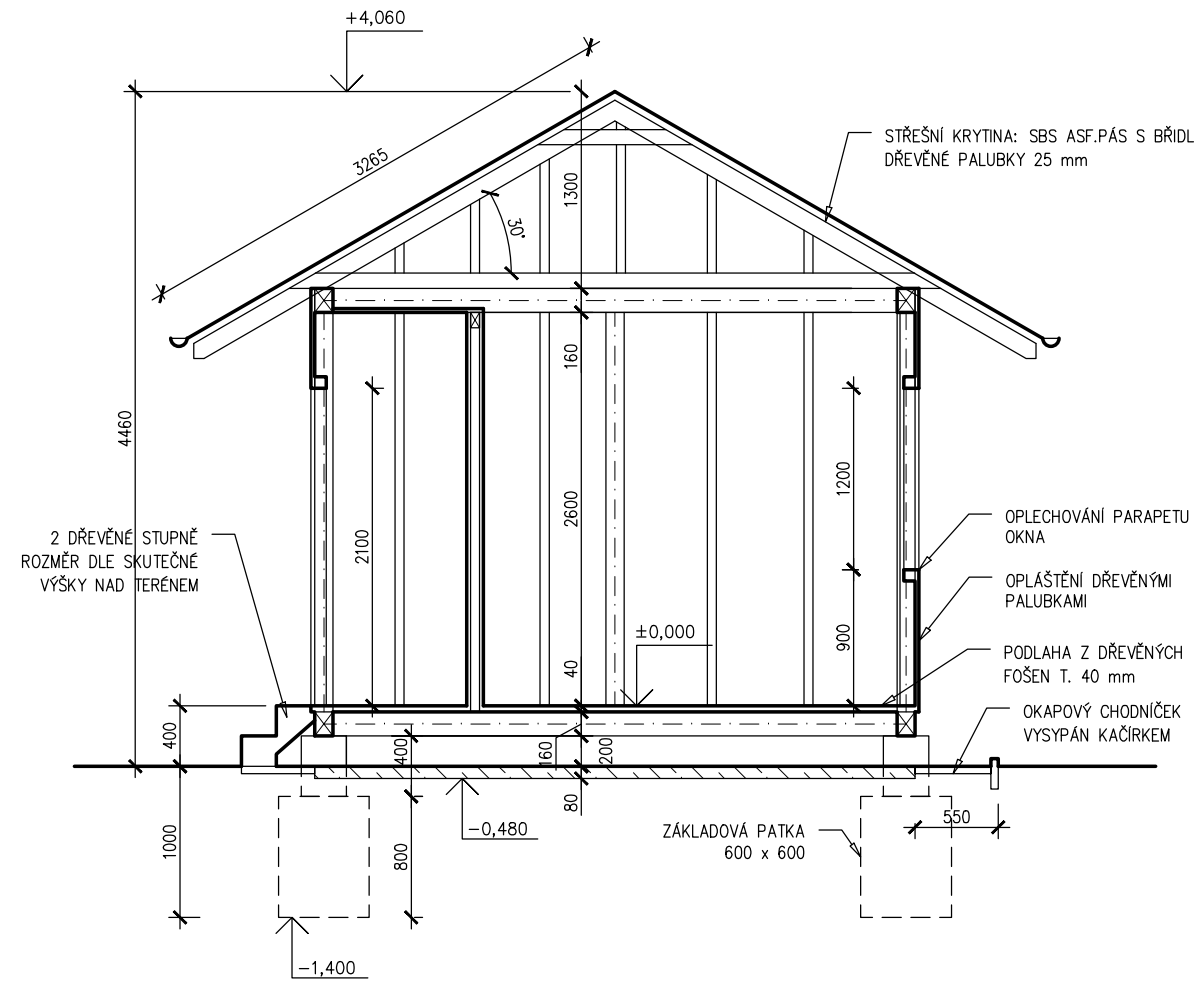 +4,060
3265
STŘEŠNÍ KRYTINA: SBS ASF.PÁS S BŘIDL
DŘEVĚNÉ PALUBKY 25 mm
1300
30°
160
4460
2100
2600
1200
2 DŘEVĚNÉ STUPNĚ
ROZMĚR DLE SKUTEČNÉ
VÝŠKY NAD TERÉNEM
OPLECHOVÁNÍ PARAPETU
OKNA
OPLÁŠTĚNÍ DŘEVĚNÝMI
PALUBKAMI
900
±0,000
40
PODLAHA Z DŘEVĚNÝCH
FOŠEN T. 40 mm
OKAPOVÝ CHODNÍČEK
VYSYPÁN KAČÍRKEM
400
400
160
200
80
-0,480
550
1000
800
ZÁKLADOVÁ PATKA
600 x 600
-1,400